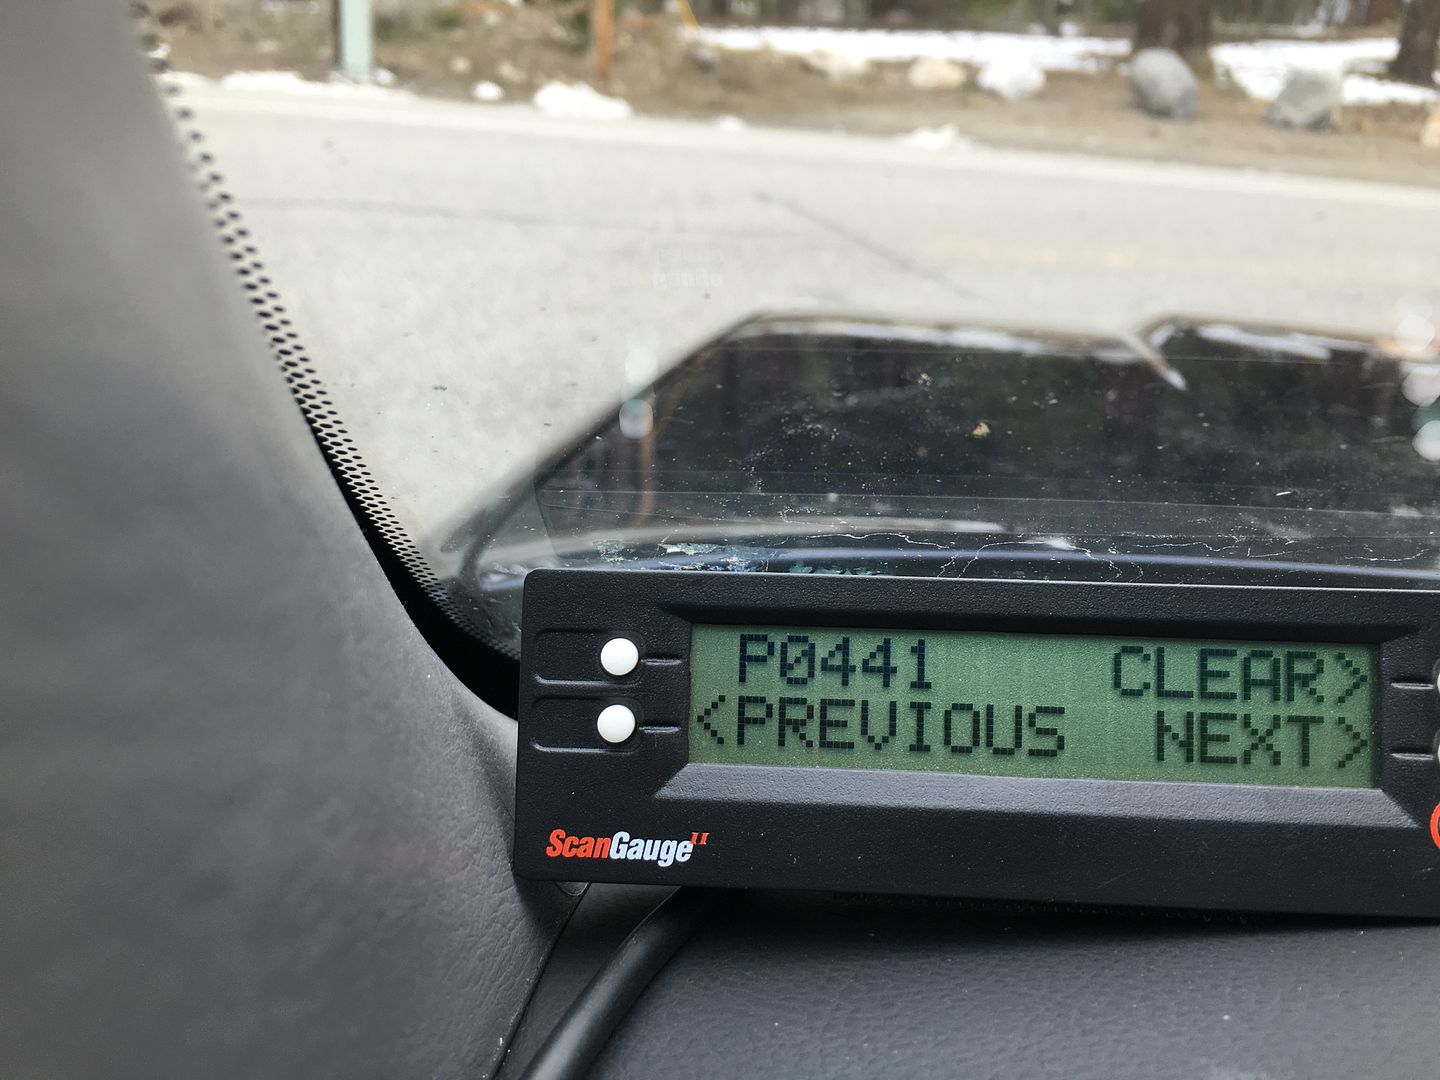 P0441 CLEAR>
<PREVIOUS NEXT>
ScanGauge II